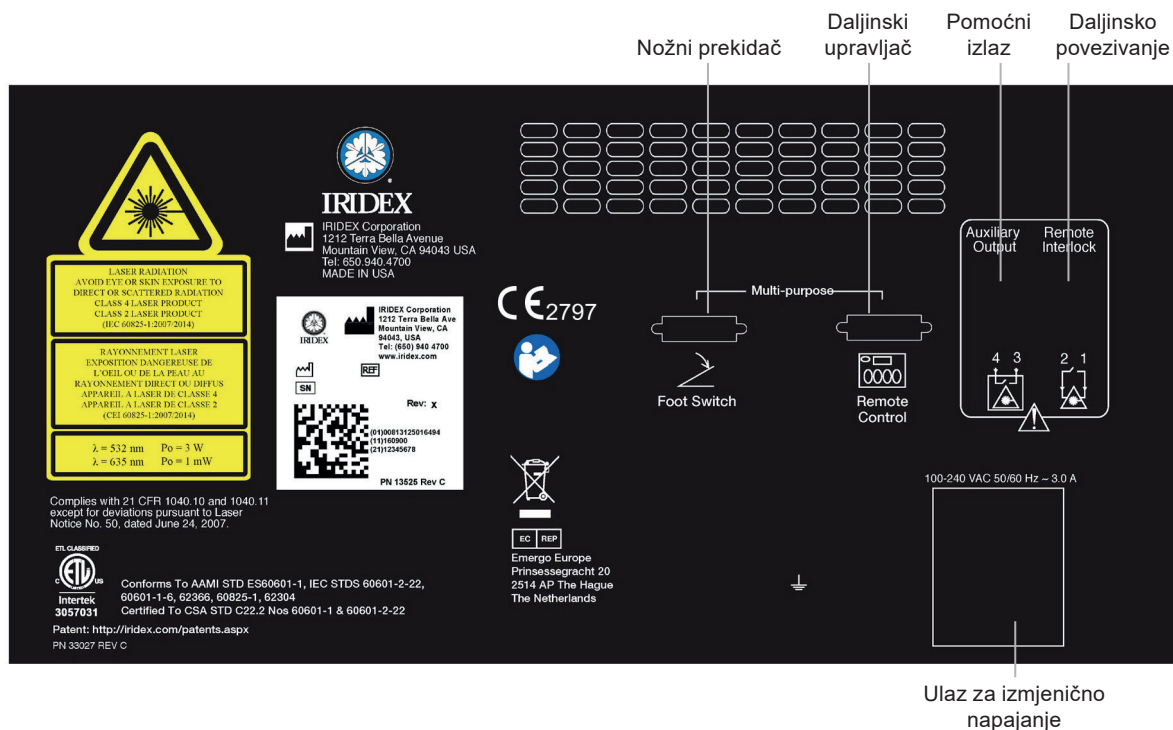 Nožni prekidač
Daljinski
upravljač
Pomoćni
izlaz
Daljinsko
povezivanje
LASER RADIATION
AVOID EYE OR SKIN EXPOSURE TO
DIRECT OR SCATTERED RADIATION
CLASS 4 LASER PRODUCT
CLASS 2 LASER PRODUCT
(IEC 60825-1:2007/2014)
RAYONNEMENT LASER
EXPOSITION DANGEREUSE DE
L'OEIL OU DE LA PEAU AU
RAYONNEMENT DIRECT OU DIFFUS
APPAREIL A LASER DE CLASSE 4
APPAREIL A LASER DE CLASSE 2
(CEI 60825-1:2007/2014)
λ = 532 nm Po = 3 W
λ = 635 nm Po = 1 mW
Complies with 21 CFR 1040.10 and 1040.11
except for deviations pursuant to Laser
Notice No. 50, dated June 24, 2007.
ETL CLASSIFIED
C ETL US
Intertek
3057031
Conforms To AAMI STD ES60601-1, IEC STDS 60601-2-22,
60601-1-6, 62366, 60825-1, 62304
Certified To CSA STD C22.2 Nos 60601-1 & 60601-2-22
Patent: http://iridex.com/patents.aspx
PN 33027 REV C
IRIDEX
IRIDEX Corporation
1212 Terra Bella Avenue
Mountain View, CA 94043 USA
Tel: 650.940.4700
MADE IN USA
IRIDEX
IRIDEX Corporation
1212 Terra Bella Ave
Mountain View, CA
94043, USA
Tel: (650) 940 4700
www.iridex.com
REF
SN
Rev: X
(01)00813125016494
(11)160900
(21)12345678
PN 13525 Rev C
CE 2797
EC REP
Emergo Europe
Prinsessegracht 20
2514 AP The Hague
The Netherlands
Multi-purpose
Foot Switch
0000
Remote
Control
Auxiliary
Output
Remote
Interlock
4 3
2 1
100-240 VAC 50/60 Hz ~ 3.0 A
Ulaz za izmjenično
napajanje